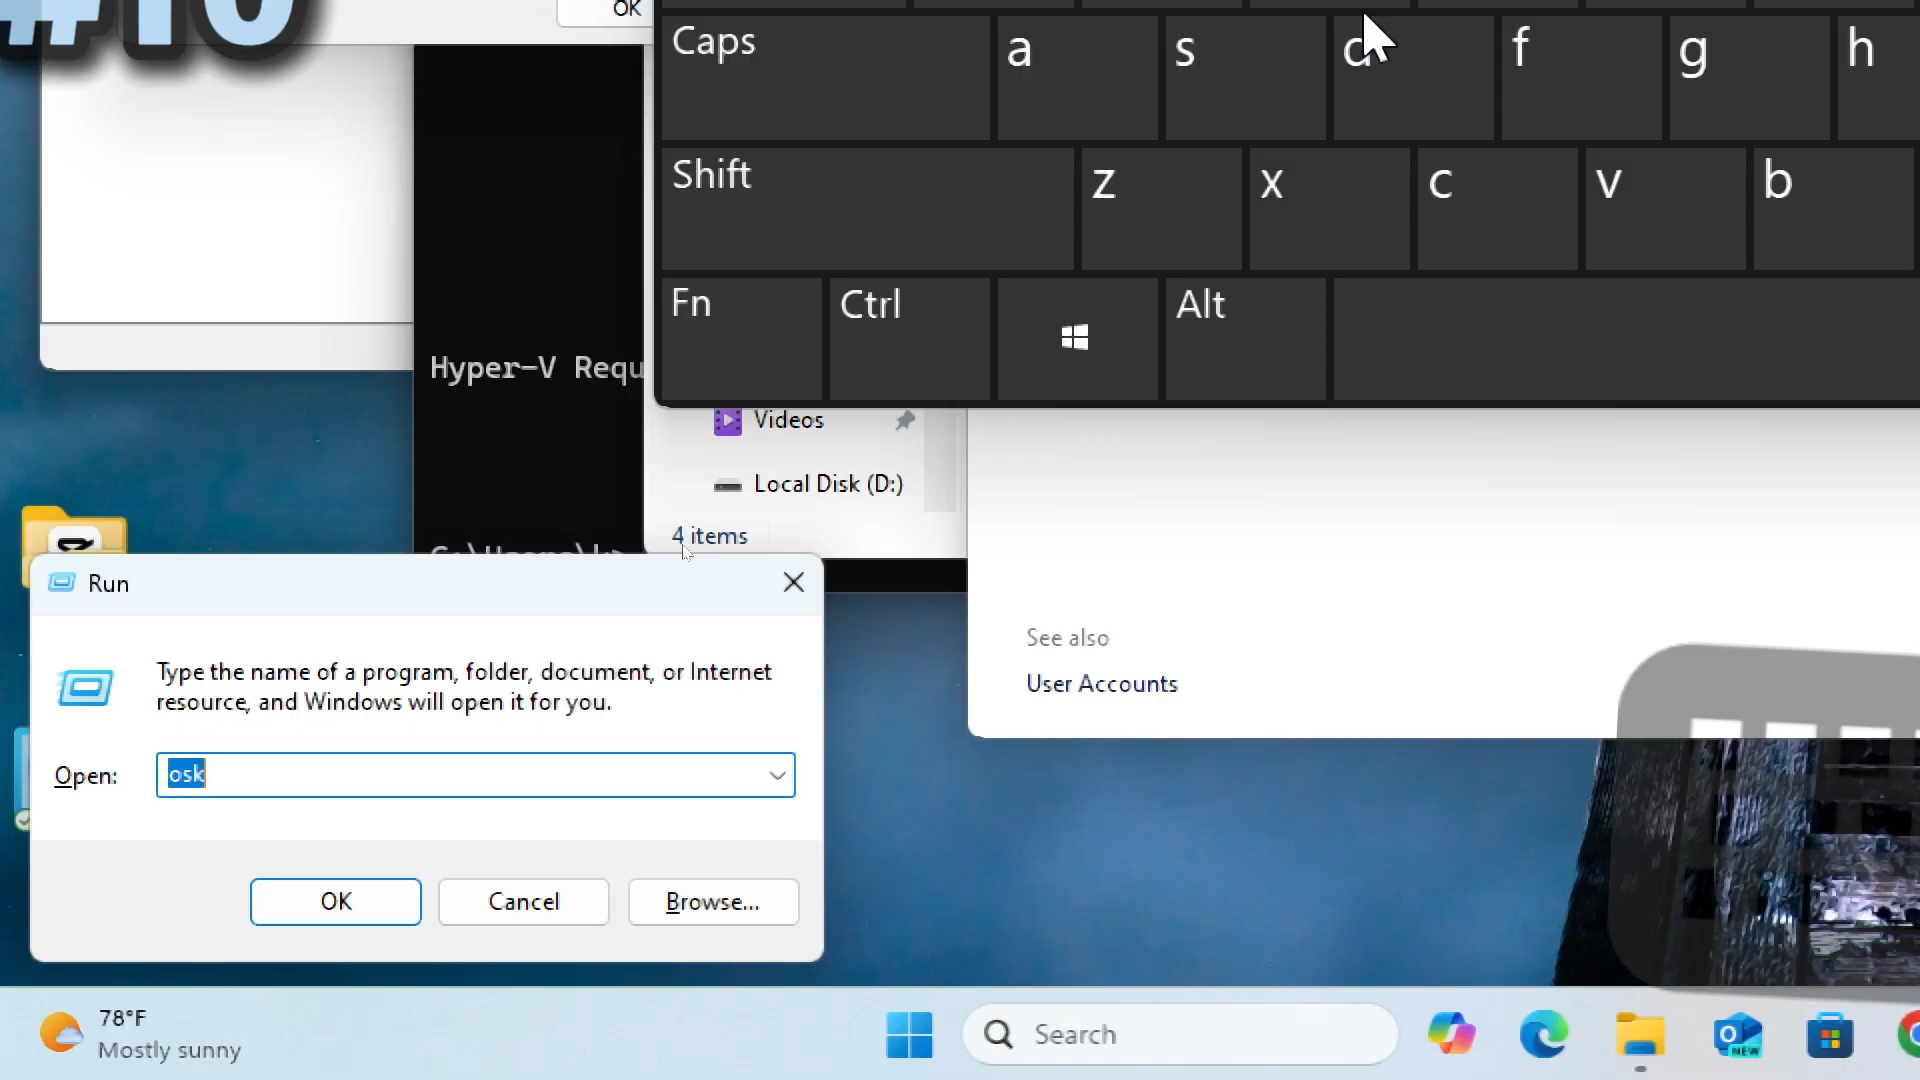 #10
OK
Caps a s d f g h
Shift z x c v b
Fn Ctrl Alt
Hyper-V Requ
Videos
Local Disk (D:)
4 items
Run
Type the name of a program, folder, document, or Internet
resource, and Windows will open it for you.
Open: osk
OK Cancel Browse...
See also
User Accounts
78°F
Mostly sunny
Search
NEW